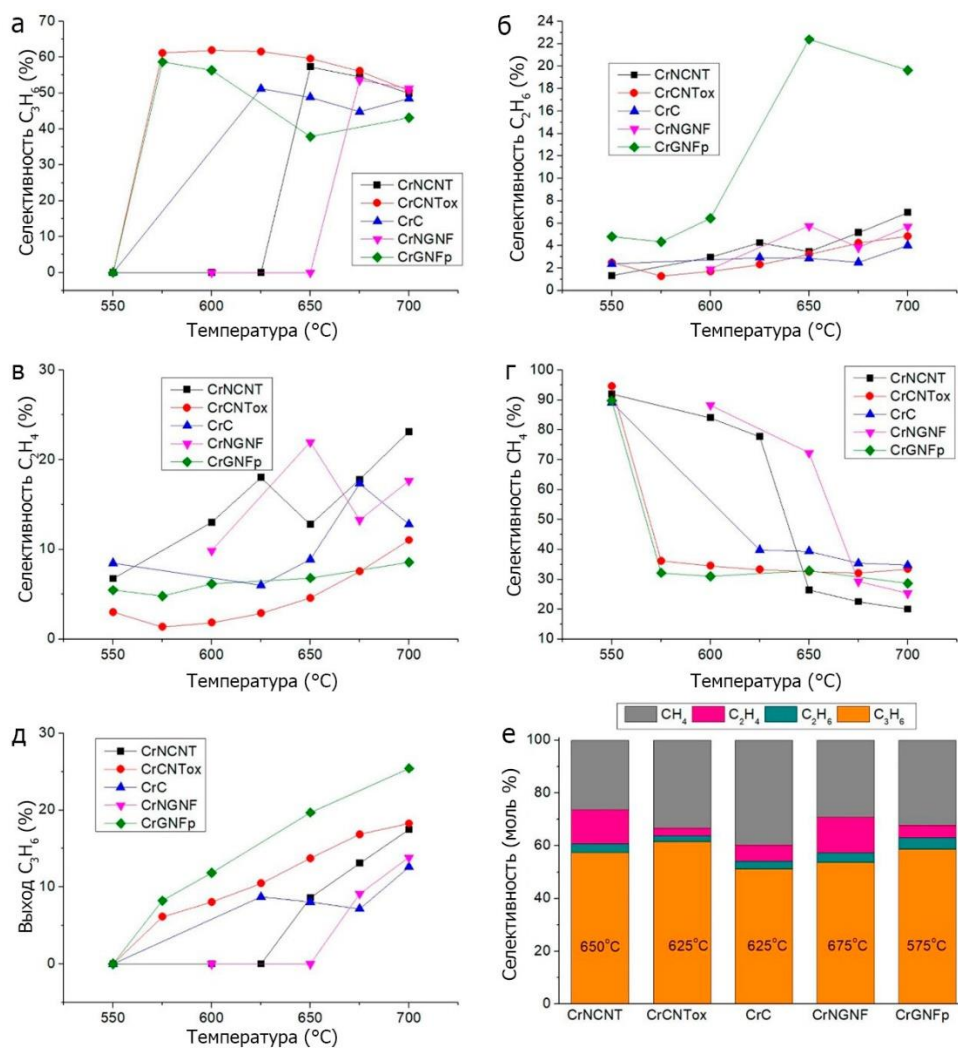 а
Селективность C₃H₆ (%)
70
60
50
40
30
20
10
0
CrNCNT
CrCNTox
CrC
CrNGNF
CrGNFp
550
600
650
700
Температура (°C)
б
Селективность C₂H₆ (%)
24
22
20
18
16
14
12
10
8
6
4
2
0
CrNCNT
CrCNTox
CrC
CrNGNF
CrGNFp
550
600
650
700
Температура (°C)
в
Селективность C₂H₄ (%)
30
20
10
0
CrNCNT
CrCNTox
CrC
CrNGNF
CrGNFp
550
600
650
700
Температура (°C)
г
Селективность CH₄ (%)
100
90
80
70
60
50
40
30
20
10
CrNCNT
CrCNTox
CrC
CrNGNF
CrGNFp
550
600
650
700
Температура (°C)
д
Выход C₃H₆ (%)
30
20
10
0
CrNCNT
CrCNTox
CrC
CrNGNF
CrGNFp
550
600
650
700
Температура (°C)
CH₄ C₂H₄ C₂H₆ C₃H₆
е
Селективность (моль %)
100
80
60
40
20
0
650°C 625°C 625°C 675°C 575°C
CrNCNT CrCNTox CrC CrNGNF CrGNFp